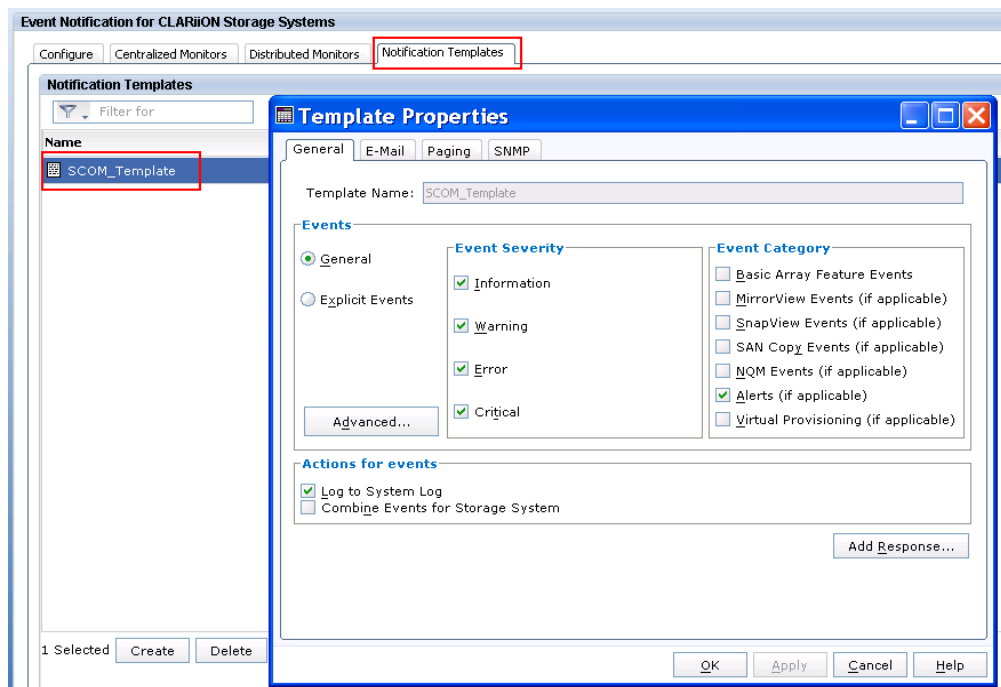 Event Notification for CLARiiON Storage Systems
Configure Centralized Monitors Distributed Monitors Notification Templates
Notification Templates
Filter for
Name
SCOM_Template
Template Properties
General E-Mail Paging SNMP
Template Name: SCOM_Template
Events
General
Explicit Events
Advanced...
Event Severity
Information
Warning
Error
Critical
Event Category
Basic Array Feature Events
MirrorView Events (if applicable)
SnapView Events (if applicable)
SAN Copy Events (if applicable)
NQM Events (if applicable)
Alerts (if applicable)
Virtual Provisioning (if applicable)
Actions for events
Log to System Log
Combine Events for Storage System
Add Response...
1 Selected Create Delete
OK Apply Cancel Help